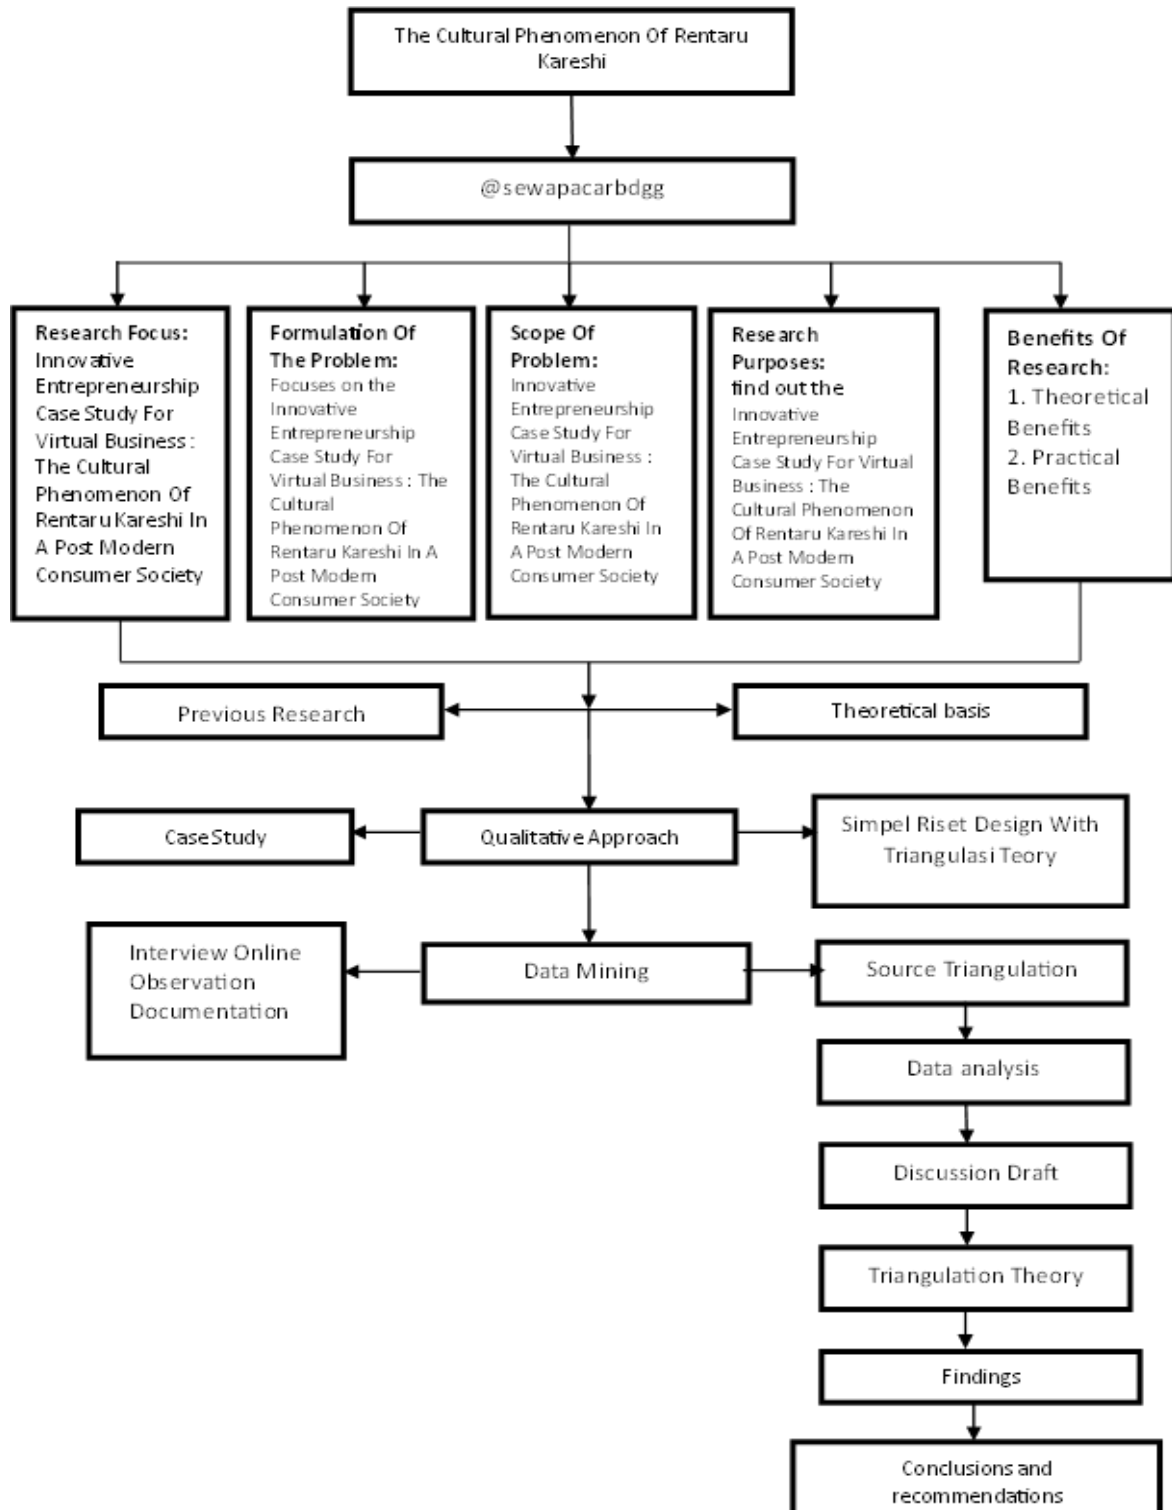 The Cultural Phenomenon Of Rentaru
Kareshi
@sewapacarbdgg
Research Focus:
Innovative
Entrepreneurship
Case Study For
Virtual Business :
The Cultural
Phenomenon Of
Rentaru Kareshi In
A Post Modern
Consumer Society
Formulation Of
The Problem:
Focuses on the
Innovative
Entrepreneurship
Case Study For
Virtual Business : The
Cultural
Phenomenon Of
Rentaru Kareshi In A
Post Modern
Consumer Society
Scope Of
Problem:
Innovative
Entrepreneurship
Case Study For
Virtual Business :
The Cultural
Phenomenon Of
Rentaru Kareshi In
A Post Modern
Consumer Society
Research
Purposes:
find out the
Innovative
Entrepreneurship
Case Study For Virtual
Business : The
Cultural Phenomenon
Of Rentaru Kareshi In
A Post Modern
Consumer Society
Benefits Of
Research:
1. Theoretical
Benefits
2. Practical
Benefits
Previous Research
Theoretical basis
Case Study
Qualitative Approach
Simpel Riset Design With
Triangulasi Teory
Interview Online
Observation
Documentation
Data Mining
Source Triangulation
Data analysis
Discussion Draft
Triangulation Theory
Findings
Conclusions and
recommendations